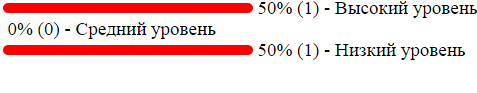 50% (1) - Высокий уровень
0% (0) - Средний уровень
50% (1) - Низкий уровень